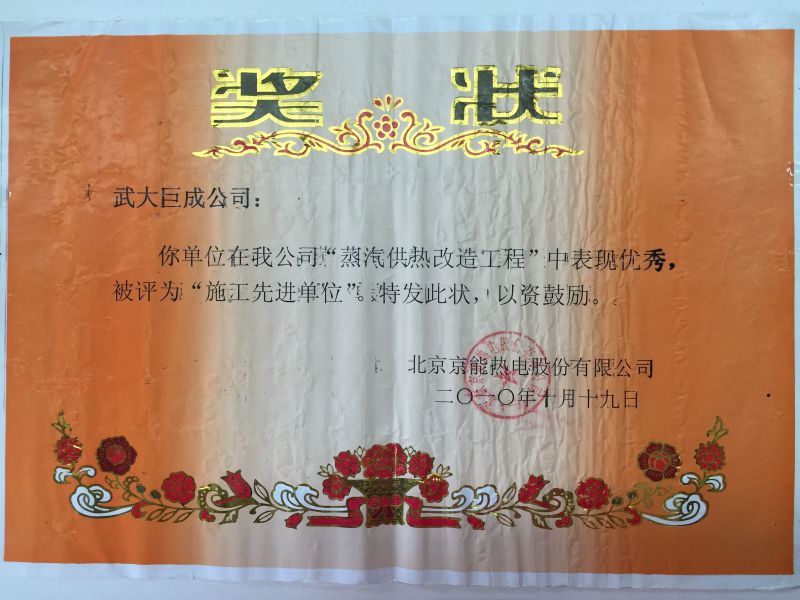 奖状
武大巨成公司：
你单位在我公司“蒸汽供热改造工程”中表现优秀，
被评为“施工先进单位”。特发此状，以资鼓励。
北京京能热电股份有限公司
二〇一〇年十月十九日